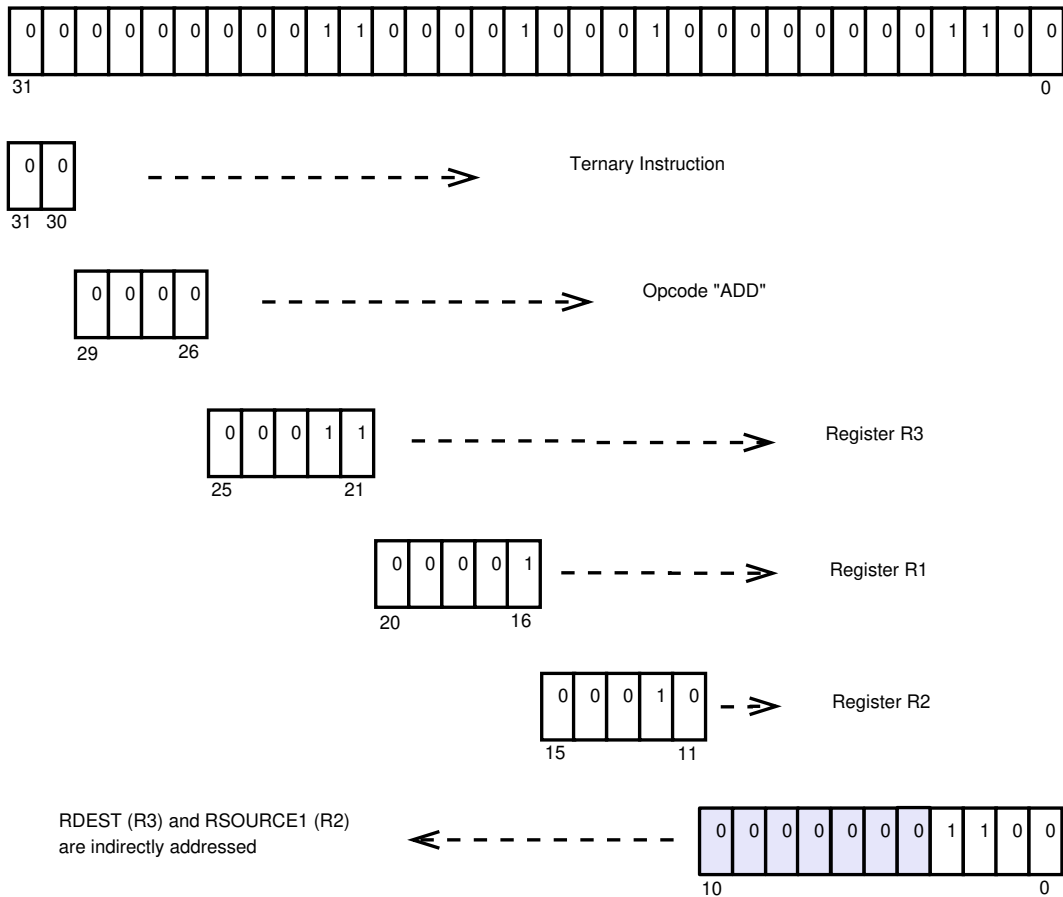 0 0 0 0 0 0 0 0 0 1 1 0 0 0 0 1 0 0 0 1 0 0 0 0 0 0 0 0 1 1 0 0
31 0
0 0 Ternary Instruction
31 30
0 0 0 0 Opcode "ADD"
29 26
0 0 0 1 1 Register R3
25 21
0 0 0 0 1 Register R1
20 16
0 0 0 1 0 Register R2
15 11
RDEST (R3) and RSOURCE1 (R2)
are indirectly addressed
0 0 0 0 0 0 0 1 1 0 0
10 0